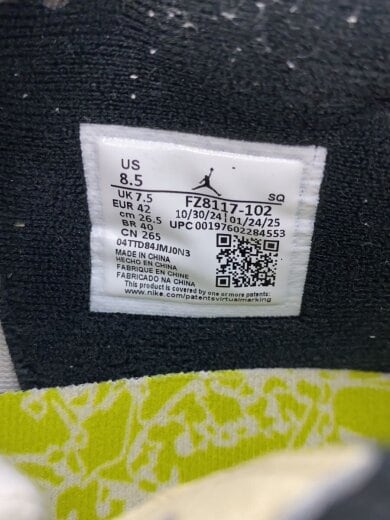 US
8.5
UK 7.5
EUR 42
cm 26.5
BR 40
CN 265
SQ
FZ8117-102
10/30/24 01/24/25
UPC 00197602284553
04TTD84JMJ0N3
MADE IN CHINA
HECHO EN CHINA
FABRIQUE EN CHINE
FABRICADO NA CHINA
This product is covered by one or more patents:
www.nike.com/patentsvirtualmarking